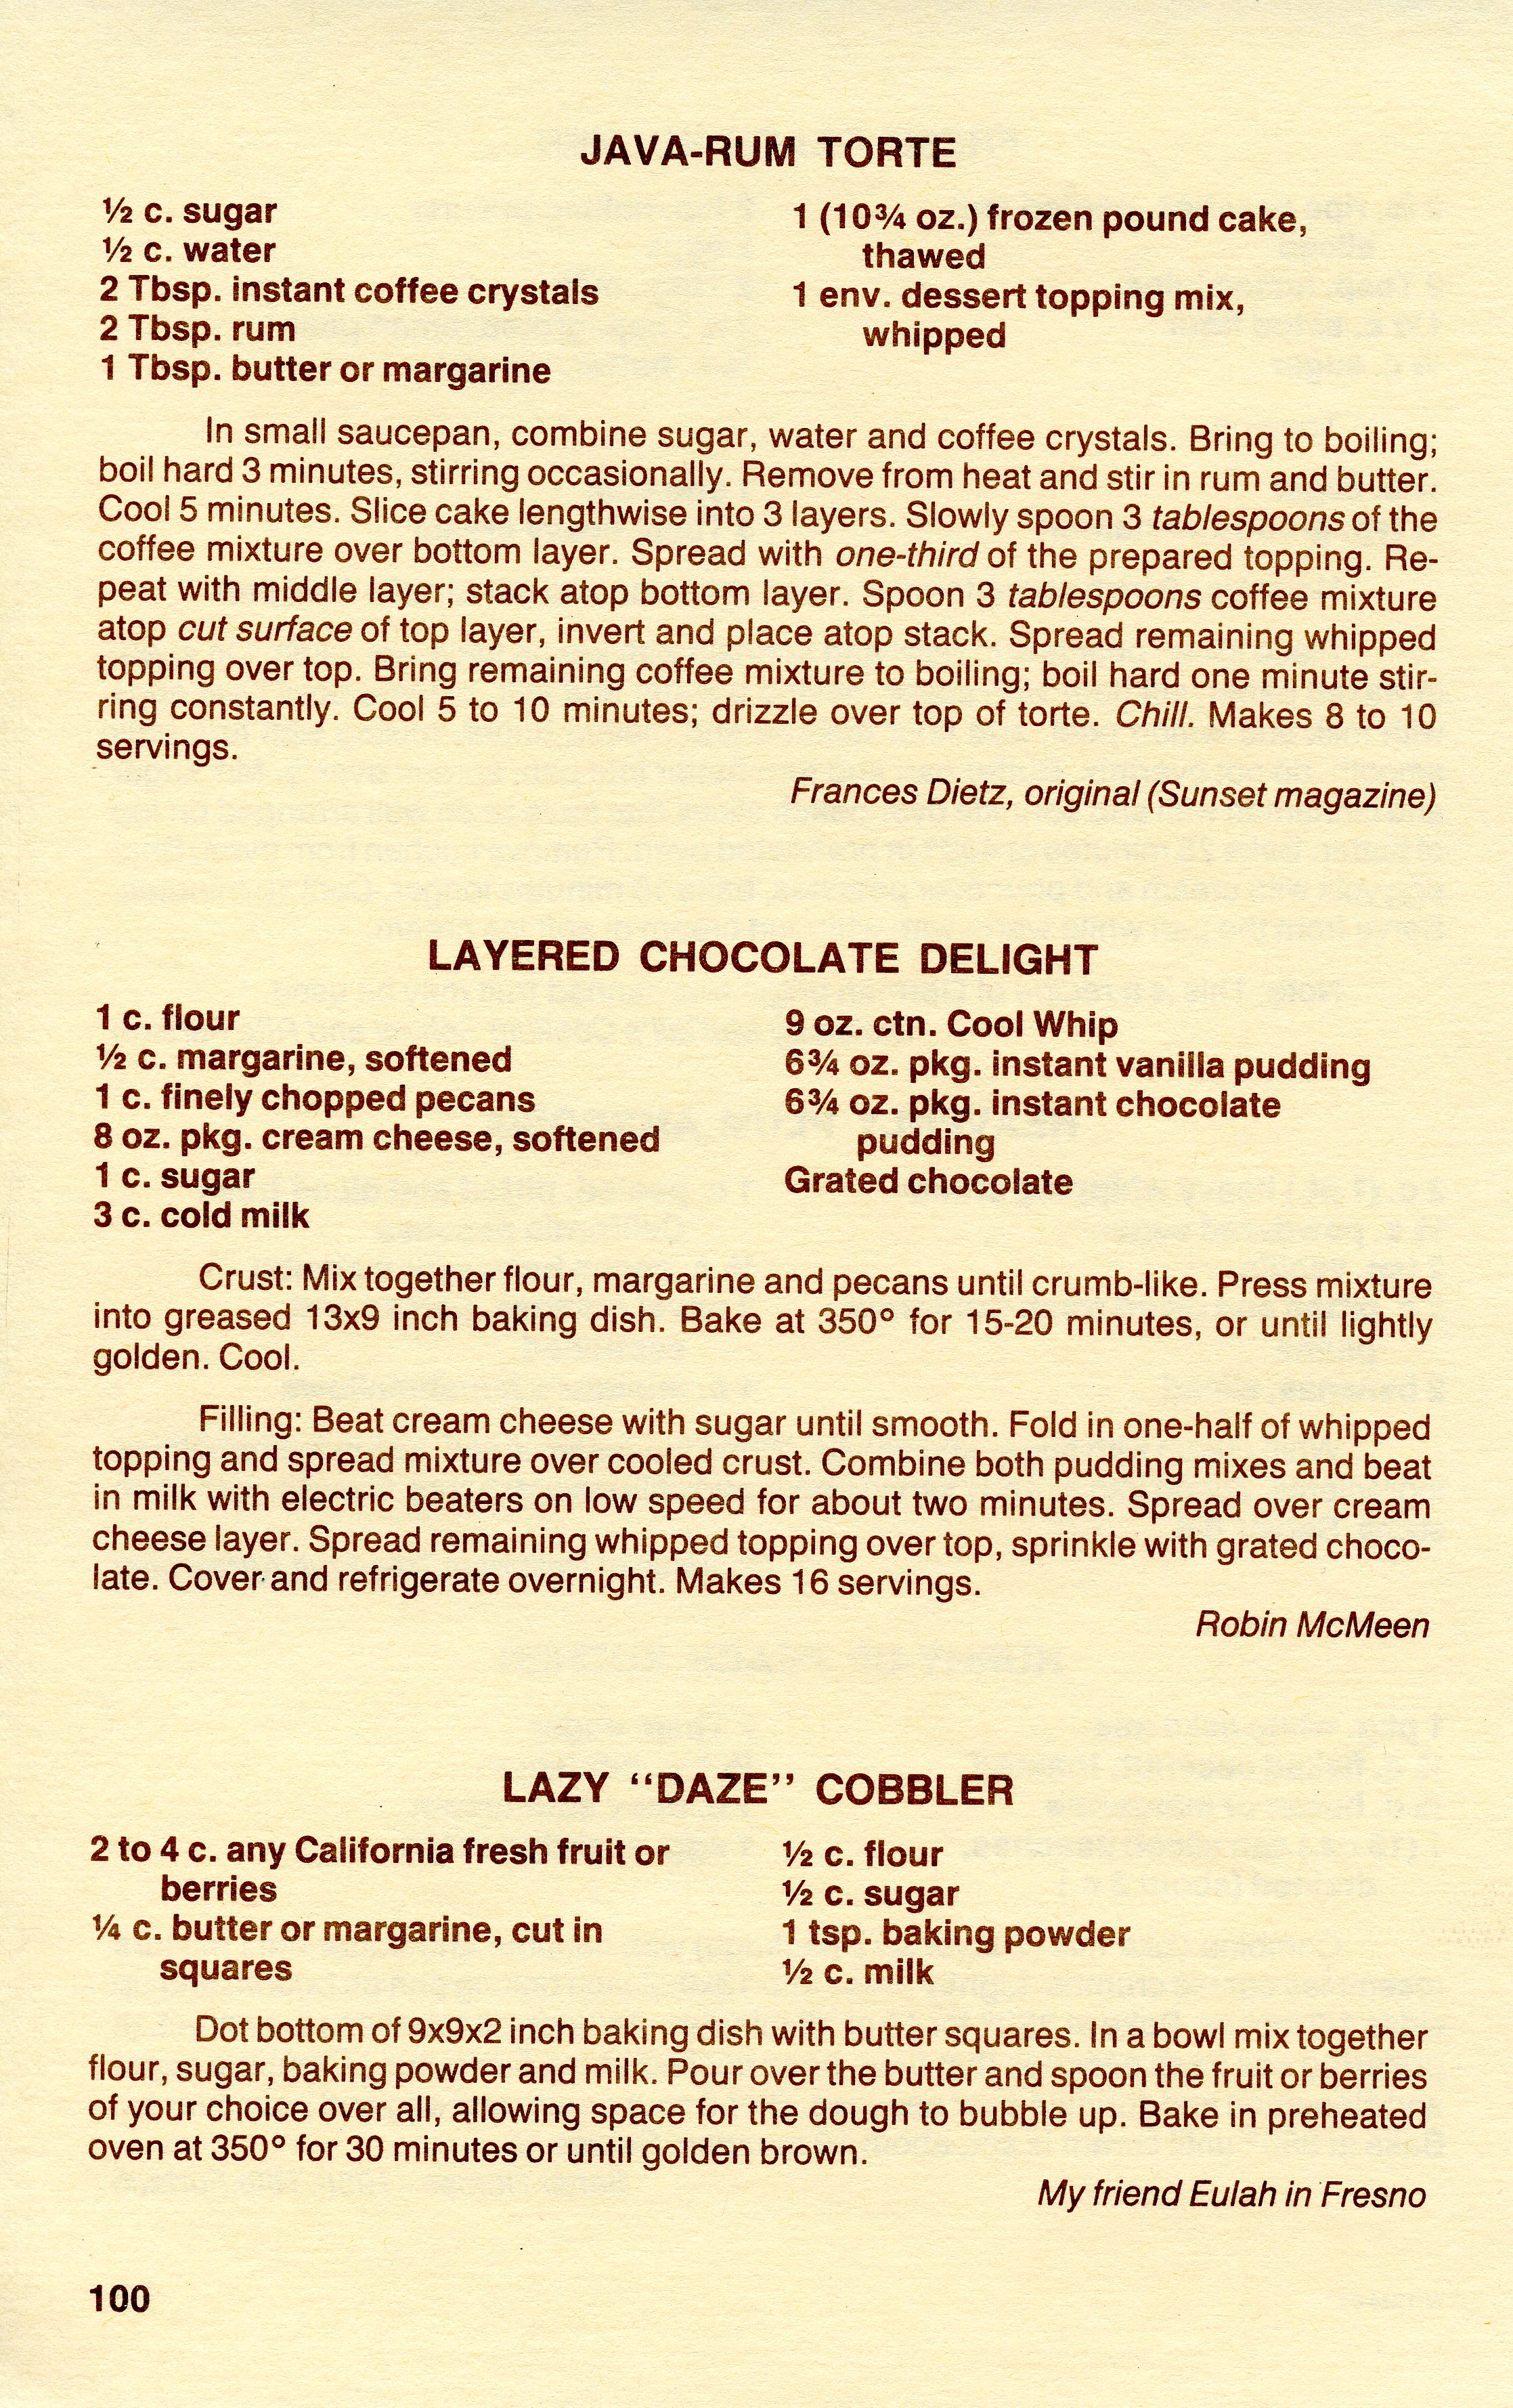 JAVA-RUM TORTE
½ c. sugar
½ c. water
2 Tbsp. instant coffee crystals
2 Tbsp. rum
1 Tbsp. butter or margarine
1 (10¾ oz.) frozen pound cake,
thawed
1 env. dessert topping mix,
whipped
In small saucepan, combine sugar, water and coffee crystals. Bring to boiling;
boil hard 3 minutes, stirring occasionally. Remove from heat and stir in rum and butter.
Cool 5 minutes. Slice cake lengthwise into 3 layers. Slowly spoon 3 tablespoons of the
coffee mixture over bottom layer. Spread with one-third of the prepared topping. Re-
peat with middle layer; stack atop bottom layer. Spoon 3 tablespoons coffee mixture
atop cut surface of top layer, invert and place atop stack. Spread remaining whipped
topping over top. Bring remaining coffee mixture to boiling; boil hard one minute stir-
ring constantly. Cool 5 to 10 minutes; drizzle over top of torte. Chill. Makes 8 to 10
servings.
Frances Dietz, original (Sunset magazine)
LAYERED CHOCOLATE DELIGHT
1 c. flour
½ c. margarine, softened
1 c. finely chopped pecans
8 oz. pkg. cream cheese, softened
1 c. sugar
3 c. cold milk
9 oz. ctn. Cool Whip
6¾ oz. pkg. instant vanilla pudding
6¾ oz. pkg. instant chocolate
pudding
Grated chocolate
Crust: Mix together flour, margarine and pecans until crumb-like. Press mixture
into greased 13x9 inch baking dish. Bake at 350° for 15-20 minutes, or until lightly
golden. Cool.
Filling: Beat cream cheese with sugar until smooth. Fold in one-half of whipped
topping and spread mixture over cooled crust. Combine both pudding mixes and beat
in milk with electric beaters on low speed for about two minutes. Spread over cream
cheese layer. Spread remaining whipped topping over top, sprinkle with grated choco-
late. Cover and refrigerate overnight. Makes 16 servings.
Robin McMeen
LAZY "DAZE" COBBLER
2 to 4 c. any California fresh fruit or
berries
¼ c. butter or margarine, cut in
squares
½ c. flour
½ c. sugar
1 tsp. baking powder
½ c. milk
Dot bottom of 9x9x2 inch baking dish with butter squares. In a bowl mix together
flour, sugar, baking powder and milk. Pour over the butter and spoon the fruit or berries
of your choice over all, allowing space for the dough to bubble up. Bake in preheated
oven at 350° for 30 minutes or until golden brown.
My friend Eulah in Fresno
100